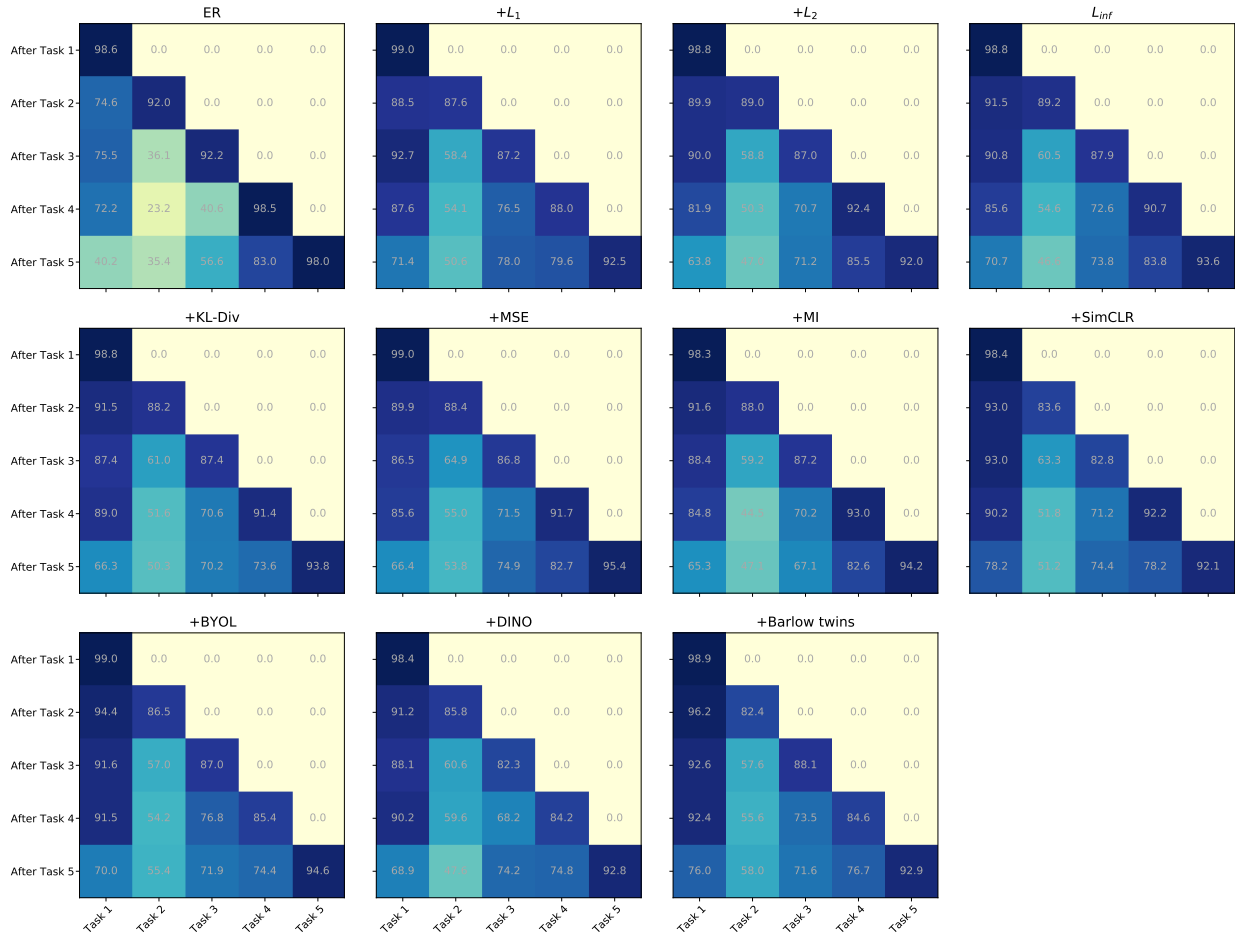 ER
+L1
+L2
Linf
After Task 1 98.6 0.0 0.0 0.0 0.0 99.0 0.0 0.0 0.0 0.0 98.8 0.0 0.0 0.0 0.0 98.8 0.0 0.0 0.0 0.0
After Task 2 74.6 92.0 0.0 0.0 0.0 88.5 87.6 0.0 0.0 0.0 89.9 89.0 0.0 0.0 0.0 91.5 89.2 0.0 0.0 0.0
After Task 3 75.5 36.1 92.2 0.0 0.0 92.7 58.4 87.2 0.0 0.0 90.0 58.8 87.0 0.0 0.0 90.8 60.5 87.9 0.0 0.0
After Task 4 72.2 23.2 40.6 98.5 0.0 87.6 54.1 76.5 88.0 0.0 81.9 70.7 92.4 0.0 85.6 54.6 72.6 90.7 0.0
After Task 5 40.2 35.4 56.6 83.0 98.0 71.4 78.0 79.6 92.5 63.8 71.2 85.5 92.0 70.7 73.8 83.8 93.6
+KL-Div
+MSE
+MI
+SimCLR
After Task 1 98.8 0.0 0.0 0.0 0.0 99.0 0.0 0.0 0.0 0.0 98.3 0.0 0.0 0.0 0.0 98.4 0.0 0.0 0.0 0.0
After Task 2 91.5 88.2 0.0 0.0 0.0 89.9 88.4 0.0 0.0 0.0 91.6 88.0 0.0 0.0 0.0 93.0 83.6 0.0 0.0 0.0
After Task 3 87.4 61.0 87.4 0.0 0.0 86.5 64.9 86.8 0.0 0.0 88.4 59.2 87.2 0.0 0.0 93.0 63.3 82.8 0.0 0.0
After Task 4 89.0 70.6 91.4 0.0 85.6 55.0 71.5 91.7 0.0 84.8 70.2 93.0 0.0 90.2 51.8 71.2 92.2 0.0
After Task 5 66.3 70.2 73.6 93.8 66.4 53.8 74.9 82.7 95.4 65.3 67.1 82.6 94.2 78.2 74.4 78.2 92.1
+BYOL
+DINO
+Barlow twins
After Task 1 99.0 0.0 0.0 0.0 0.0 98.4 0.0 0.0 0.0 0.0 98.9 0.0 0.0 0.0 0.0
After Task 2 94.4 86.5 0.0 0.0 0.0 91.2 85.8 0.0 0.0 0.0 96.2 82.4 0.0 0.0 0.0
After Task 3 91.6 57.0 87.0 0.0 0.0 88.1 60.6 82.3 0.0 0.0 92.6 57.6 88.1 0.0 0.0
After Task 4 91.5 54.2 76.8 85.4 0.0 90.2 59.6 68.2 84.2 0.0 92.4 55.6 73.5 84.6 0.0
After Task 5 70.0 55.4 71.9 74.4 94.6 68.9 74.2 74.8 92.8 76.0 58.0 71.6 76.7 92.9
Task 1 Task 2 Task 3 Task 4 Task 5 Task 1 Task 2 Task 3 Task 4 Task 5 Task 1 Task 2 Task 3 Task 4 Task 5